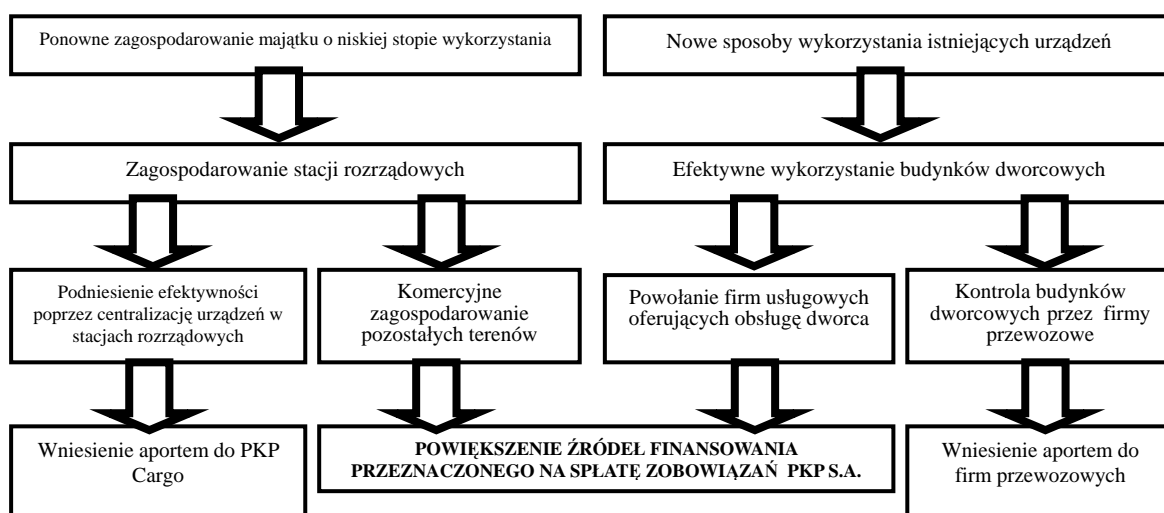 Ponowne zagospodarowanie majątku o niskiej stopie wykorzystania
Nowe sposoby wykorzystania istniejących urządzeń
Zagospodarowanie stacji rozrządowych
Efektywne wykorzystanie budynków dworcowych
Podniesienie efektywności
poprzez centralizację urządzeń w
stacjach rozrządowych
Komercyjne
zagospodarowanie
pozostałych terenów
Powołanie firm usługowych
oferujących obsługę dworca
Kontrola budynków
dworcowych przez firmy
przewozowe
Wniesienie aportem do PKP
Cargo
POWIĘKSZENIE ŹRÓDEŁ FINANSOWANIA
PRZEZNACZONEGO NA SPŁATĘ ZOBOWIĄZAŃ PKP S.A.
Wniesienie aportem do
firm przewozowych